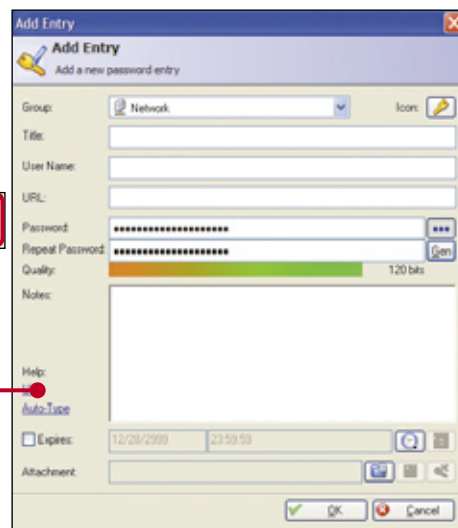 Add Entry
Add Entry
Add a new password entry
Group: Network Icon:
Title:
User Name:
URL:
Password: ••••••••••••••••••••
Repeat Password: •••••••••••••••••••• Gen
Quality: 120 bits
Notes:
Help:
Auto-Type
Expires: 12/28/2999 23:59:59
Attachment:
OK Cancel